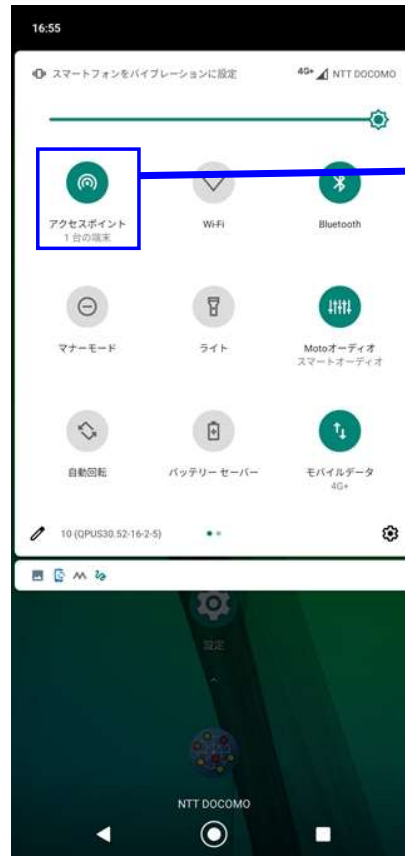 16:55
スマートフォンをバイブレーションに設定 4G+ NTT DOCOMO
アクセスポイント Wi-Fi Bluetooth
1 台の端末
マナーモード ライト Motoオーディオ
スマートオーディオ
自動回転 バッテリー セーバー モバイルデータ
4G+
10 (QPUS30.52-16-2-5)
設定
NTT DOCOMO